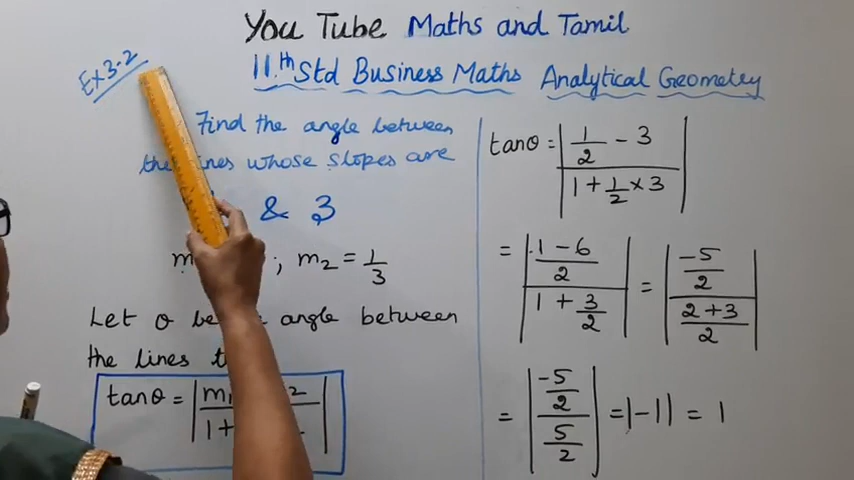 You Tube Maths and Tamil
11.th Std Business Maths Analytical Geometry
Ex 3.2
Find the angle between
the lines whose slopes are
& 3
; m₂ = 1/3
Let θ be angle between
the lines
tanθ = | m₁ 2 / 1+
tanθ = | (1/2 - 3) / (1 + 1/2 × 3) |
= | ((1 - 6)/2) / (1 + 3/2) | = | (-5/2) / ((2+3)/2) |
= | (-5/2) / (5/2) | = |-1| = 1